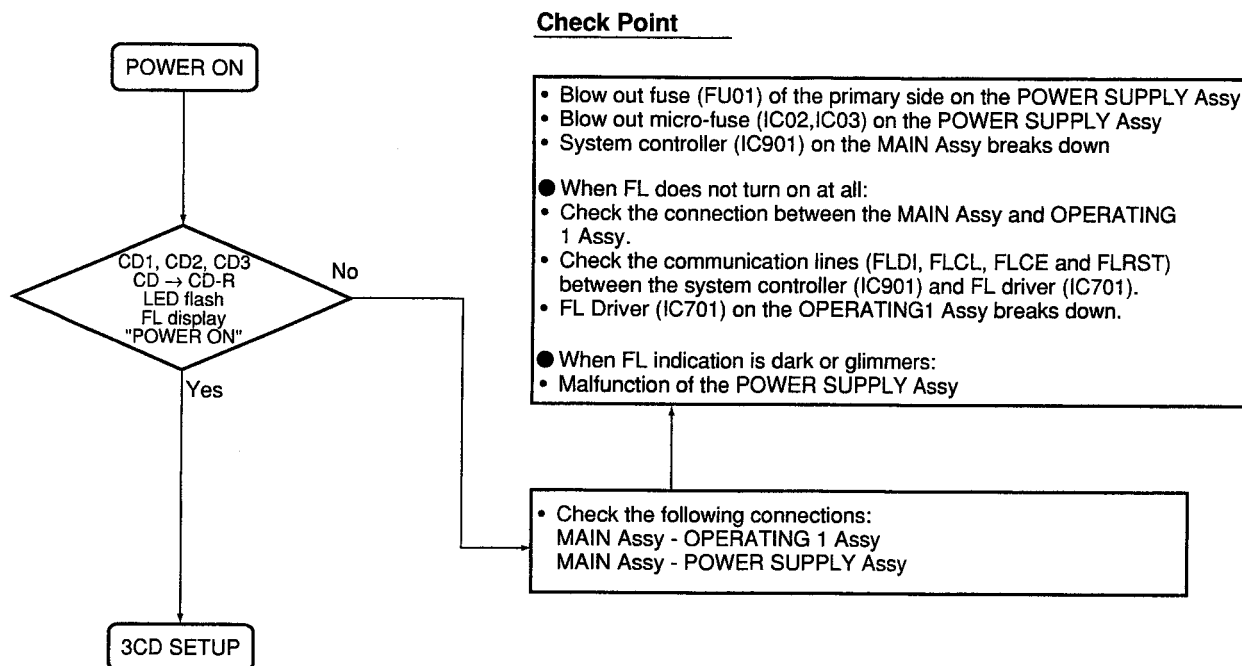 Check Point
POWER ON
• Blow out fuse (FU01) of the primary side on the POWER SUPPLY Assy
• Blow out micro-fuse (IC02,IC03) on the POWER SUPPLY Assy
• System controller (IC901) on the MAIN Assy breaks down
● When FL does not turn on at all:
• Check the connection between the MAIN Assy and OPERATING
1 Assy.
• Check the communication lines (FLDI, FLCL, FLCE and FLRST)
between the system controller (IC901) and FL driver (IC701).
• FL Driver (IC701) on the OPERATING1 Assy breaks down.
● When FL indication is dark or glimmers:
• Malfunction of the POWER SUPPLY Assy
CD1, CD2, CD3
CD → CD-R
LED flash
FL display
"POWER ON"
No
Yes
• Check the following connections:
MAIN Assy - OPERATING 1 Assy
MAIN Assy - POWER SUPPLY Assy
3CD SETUP